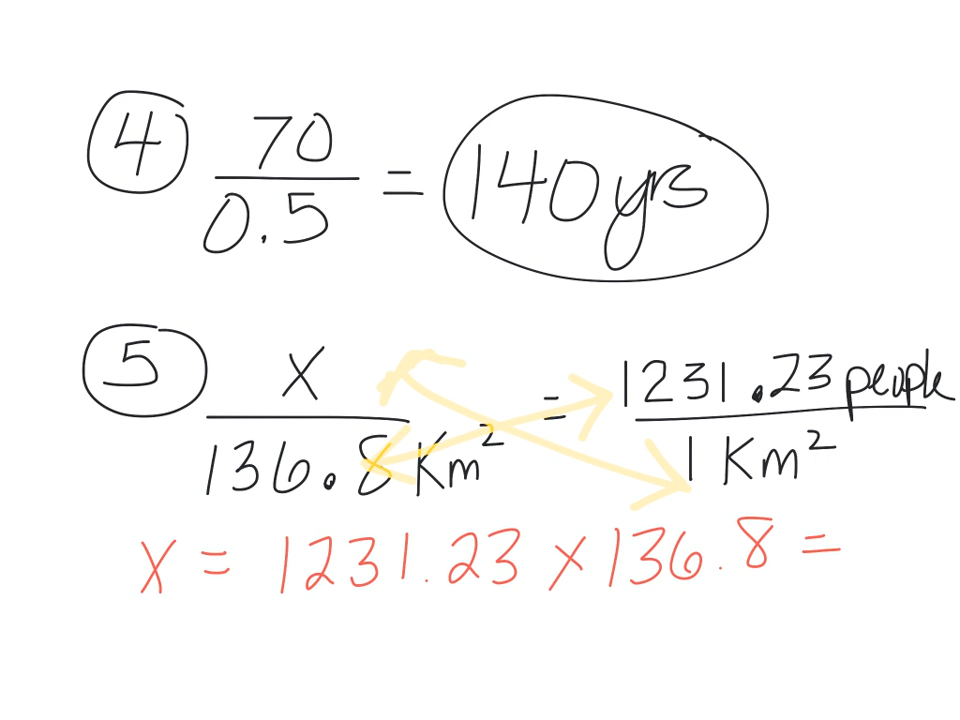 ④ 70/0.5 = 140yrs
⑤ X/136.8 Km² = 1231.23 people/1 Km²
X = 1231.23 × 136.8 =